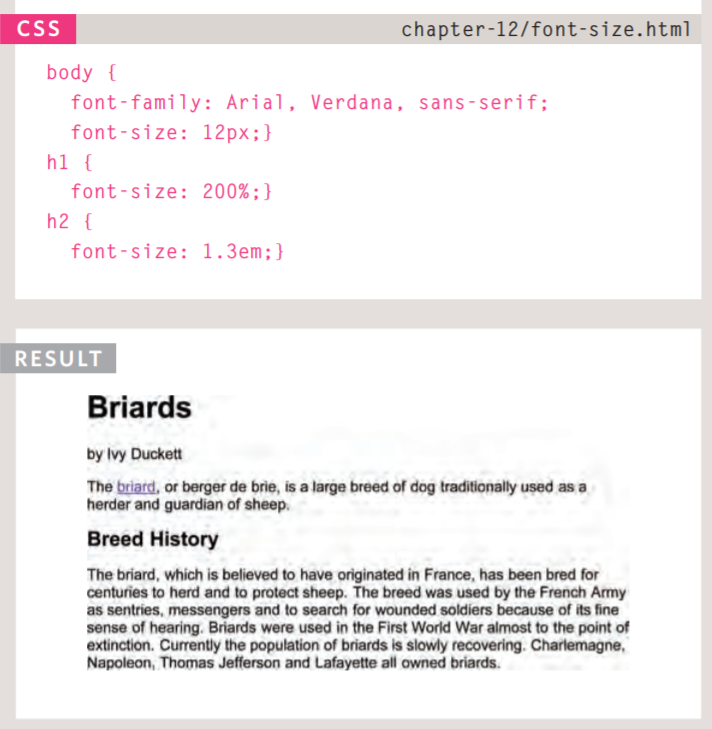 CSS
chapter-12/font-size.html
body {
font-family: Arial, Verdana, sans-serif;
font-size: 12px;}
h1 {
font-size: 200%;}
h2 {
font-size: 1.3em;}
RESULT
Briards
by Ivy Duckett
The briard, or berger de brie, is a large breed of dog traditionally used as a
herder and guardian of sheep.
Breed History
The briard, which is believed to have originated in France, has been bred for
centuries to herd and to protect sheep. The breed was used by the French Army
as sentries, messengers and to search for wounded soldiers because of its fine
sense of hearing. Briards were used in the First World War almost to the point of
extinction. Currently the population of briards is slowly recovering. Charlemagne,
Napoleon, Thomas Jefferson and Lafayette all owned briards.